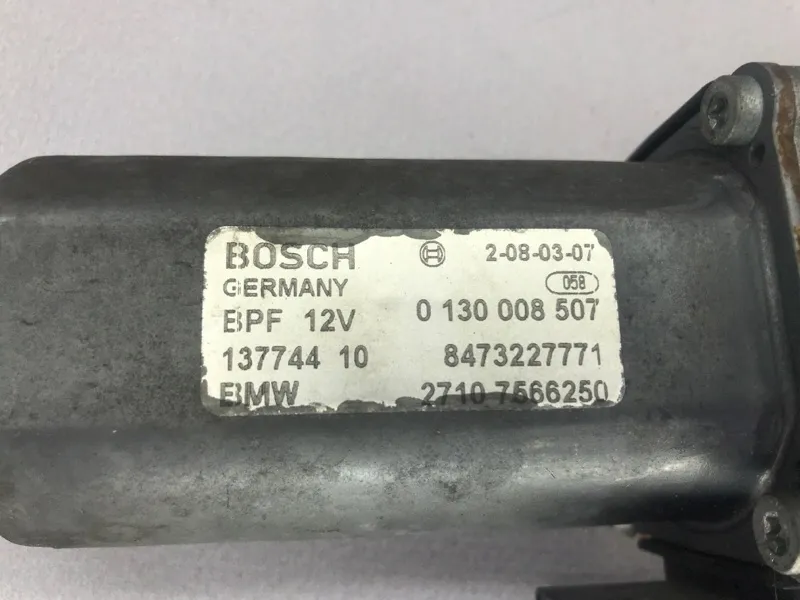 BOSCH 2-08-03-07
GERMANY 058
BPF 12V 0 130 008 507
137744 10 8473227771
BMW 2710 7566250